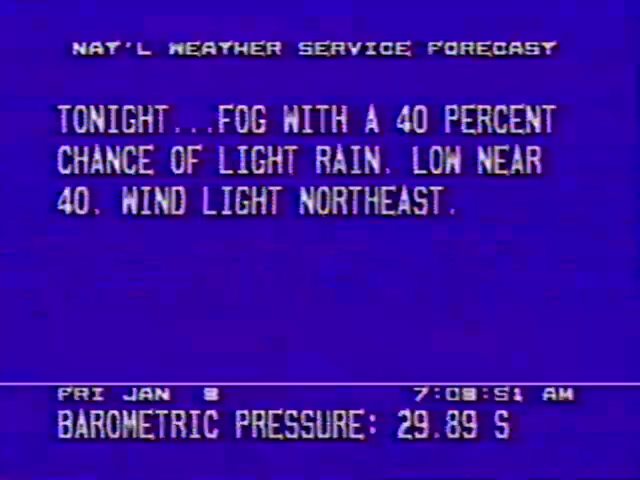 NAT'L WEATHER SERVICE FORECAST
TONIGHT...FOG WITH A 40 PERCENT
CHANCE OF LIGHT RAIN. LOW NEAR
40. WIND LIGHT NORTHEAST.
FRI JAN 8 7:08:51 AM
BAROMETRIC PRESSURE: 29.89 S